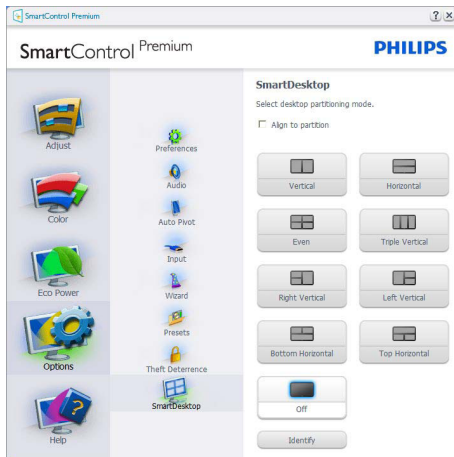 SmartControl Premium
SmartControl Premium
PHILIPS
Adjust
Color
Eco Power
Options
Help
Preferences
Audio
Auto Pivot
Input
Wizard
Presets
Theft Deterrence
SmartDesktop
SmartDesktop
Select desktop partitioning mode.
Align to partition
Vertical
Horizontal
Even
Triple Vertical
Right Vertical
Left Vertical
Bottom Horizontal
Top Horizontal
Off
Identify